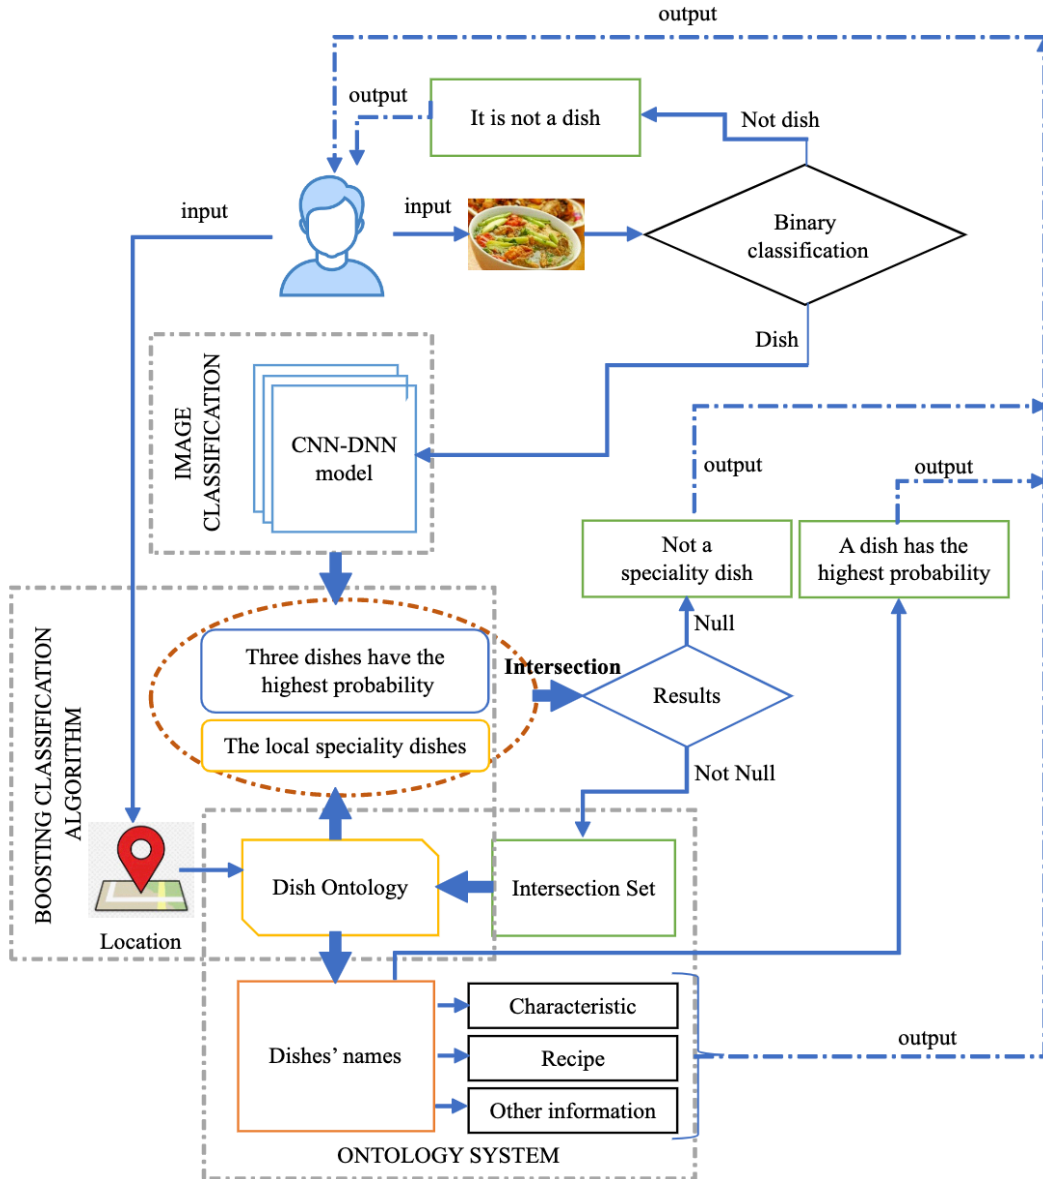 output
output
It is not a dish
Not dish
input
input
Binary
classification
Dish
IMAGE
CLASSIFICATION
CNN-DNN
model
output
output
Not a
speciality dish
A dish has the
highest probability
Null
BOOSTING CLASSIFICATION
ALGORITHM
Three dishes have the
highest probability
Intersection
Results
The local speciality dishes
Not Null
Dish Ontology
Intersection Set
Location
Dishes’ names
Characteristic
Recipe
Other information
output
ONTOLOGY SYSTEM